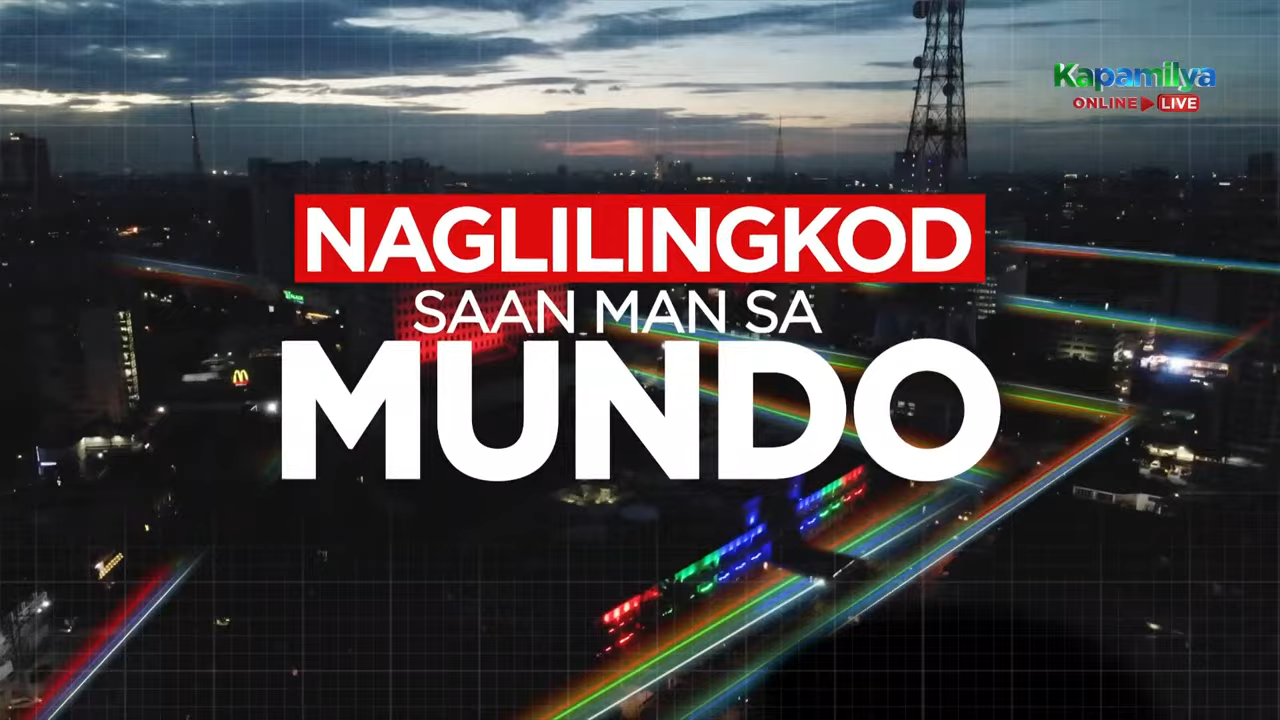 Kapamilya
ONLINE LIVE
NAGLILINGKOD
SAAN MAN SA
MUNDO